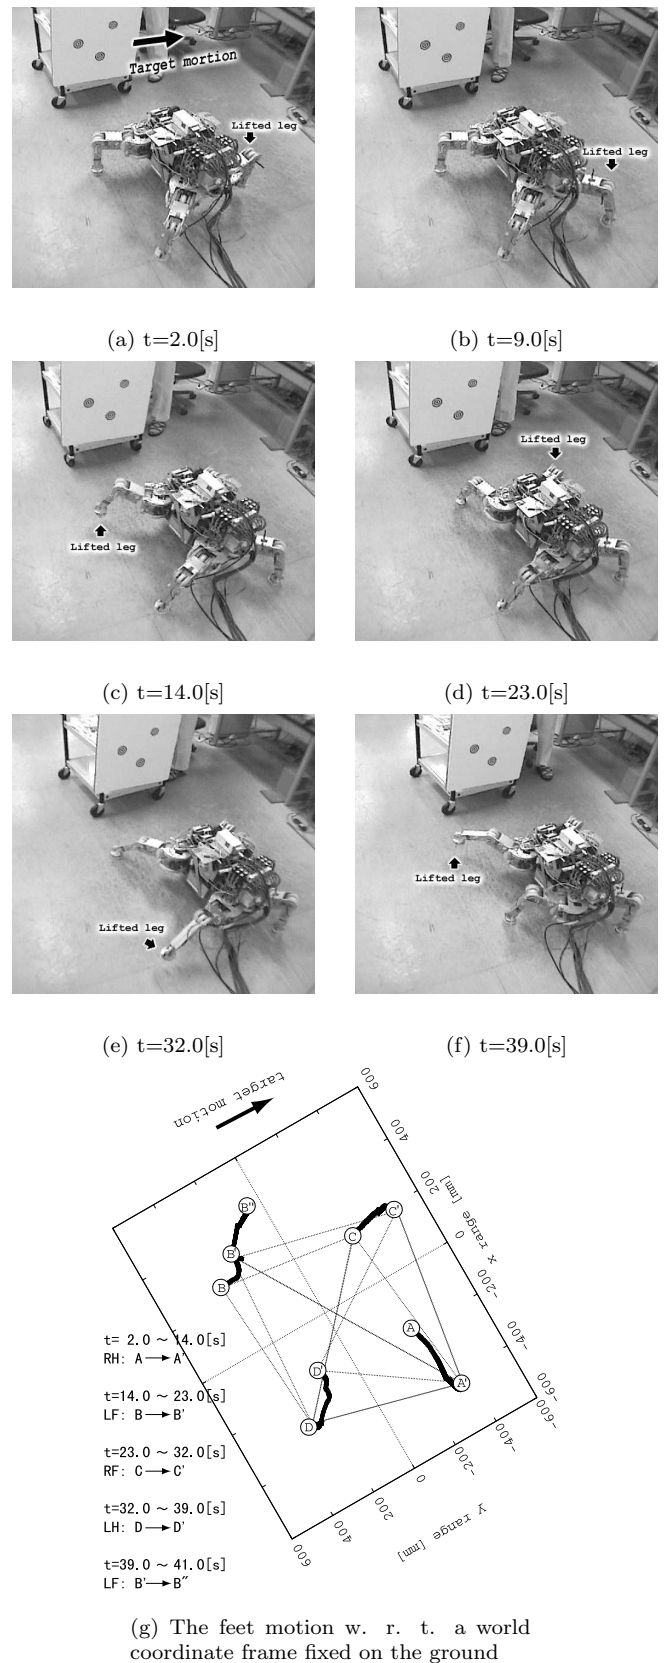 Target mortion
Lifted leg
Lifted leg
(a) t=2.0[s]
(b) t=9.0[s]
Lifted leg
Lifted leg
(c) t=14.0[s]
(d) t=23.0[s]
Lifted leg
Lifted leg
(e) t=32.0[s]
(f) t=39.0[s]
target motion
600
400
200
0
-200
-400
-600
x range [mm]
B"
C'
C
B'
B
A
D'
A'
D
-600
-400
-200
0
200
400
600
Y range [mm]
t= 2.0 ~ 14.0[s]
RH: A → A'
t=14.0 ~ 23.0[s]
LF: B → B'
t=23.0 ~ 32.0[s]
RF: C → C'
t=32.0 ~ 39.0[s]
LH: D → D'
t=39.0 ~ 41.0[s]
LF: B' → B"
(g) The feet motion w. r. t. a world
coordinate frame fixed on the ground